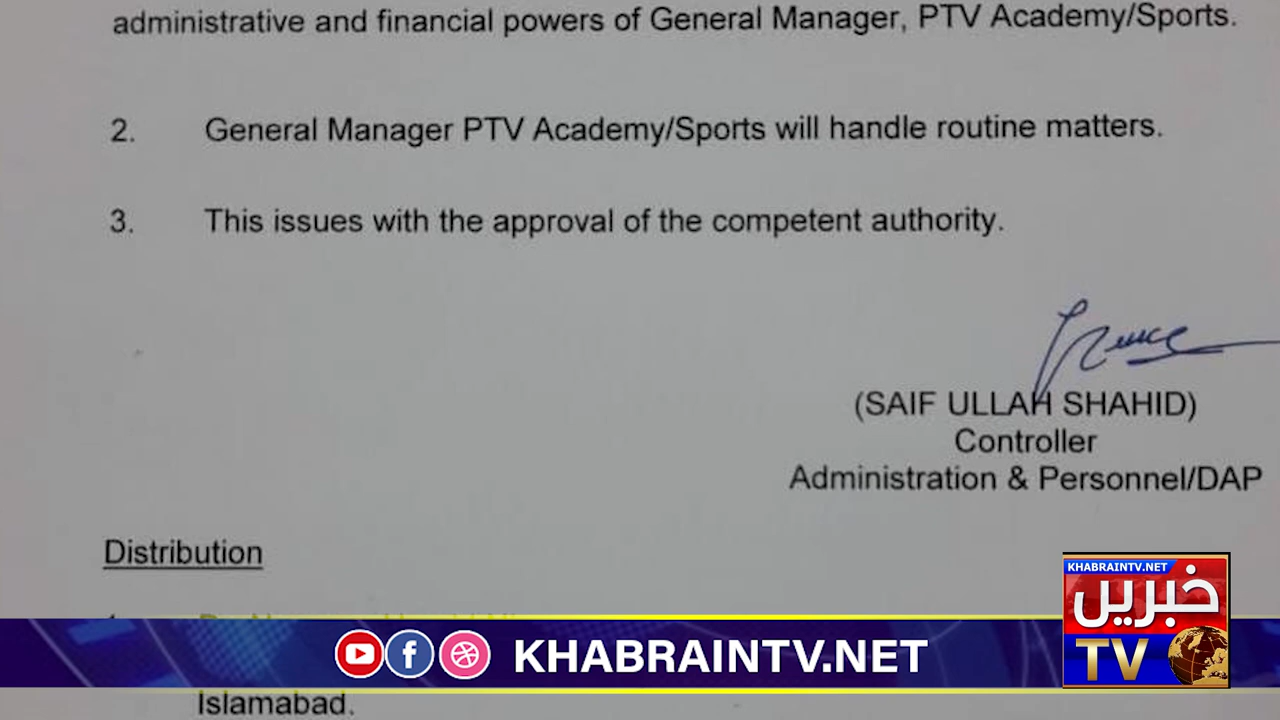 administrative and financial powers of General Manager, PTV Academy/Sports.
2. General Manager PTV Academy/Sports will handle routine matters.
3. This issues with the approval of the competent authority.
(SAIF ULLAH SHAHID)
Controller
Administration & Personnel/DAP
Distribution
KHABRAINTV.NET
خبریں
TV
KHABRAINTV.NET
Islamabad.